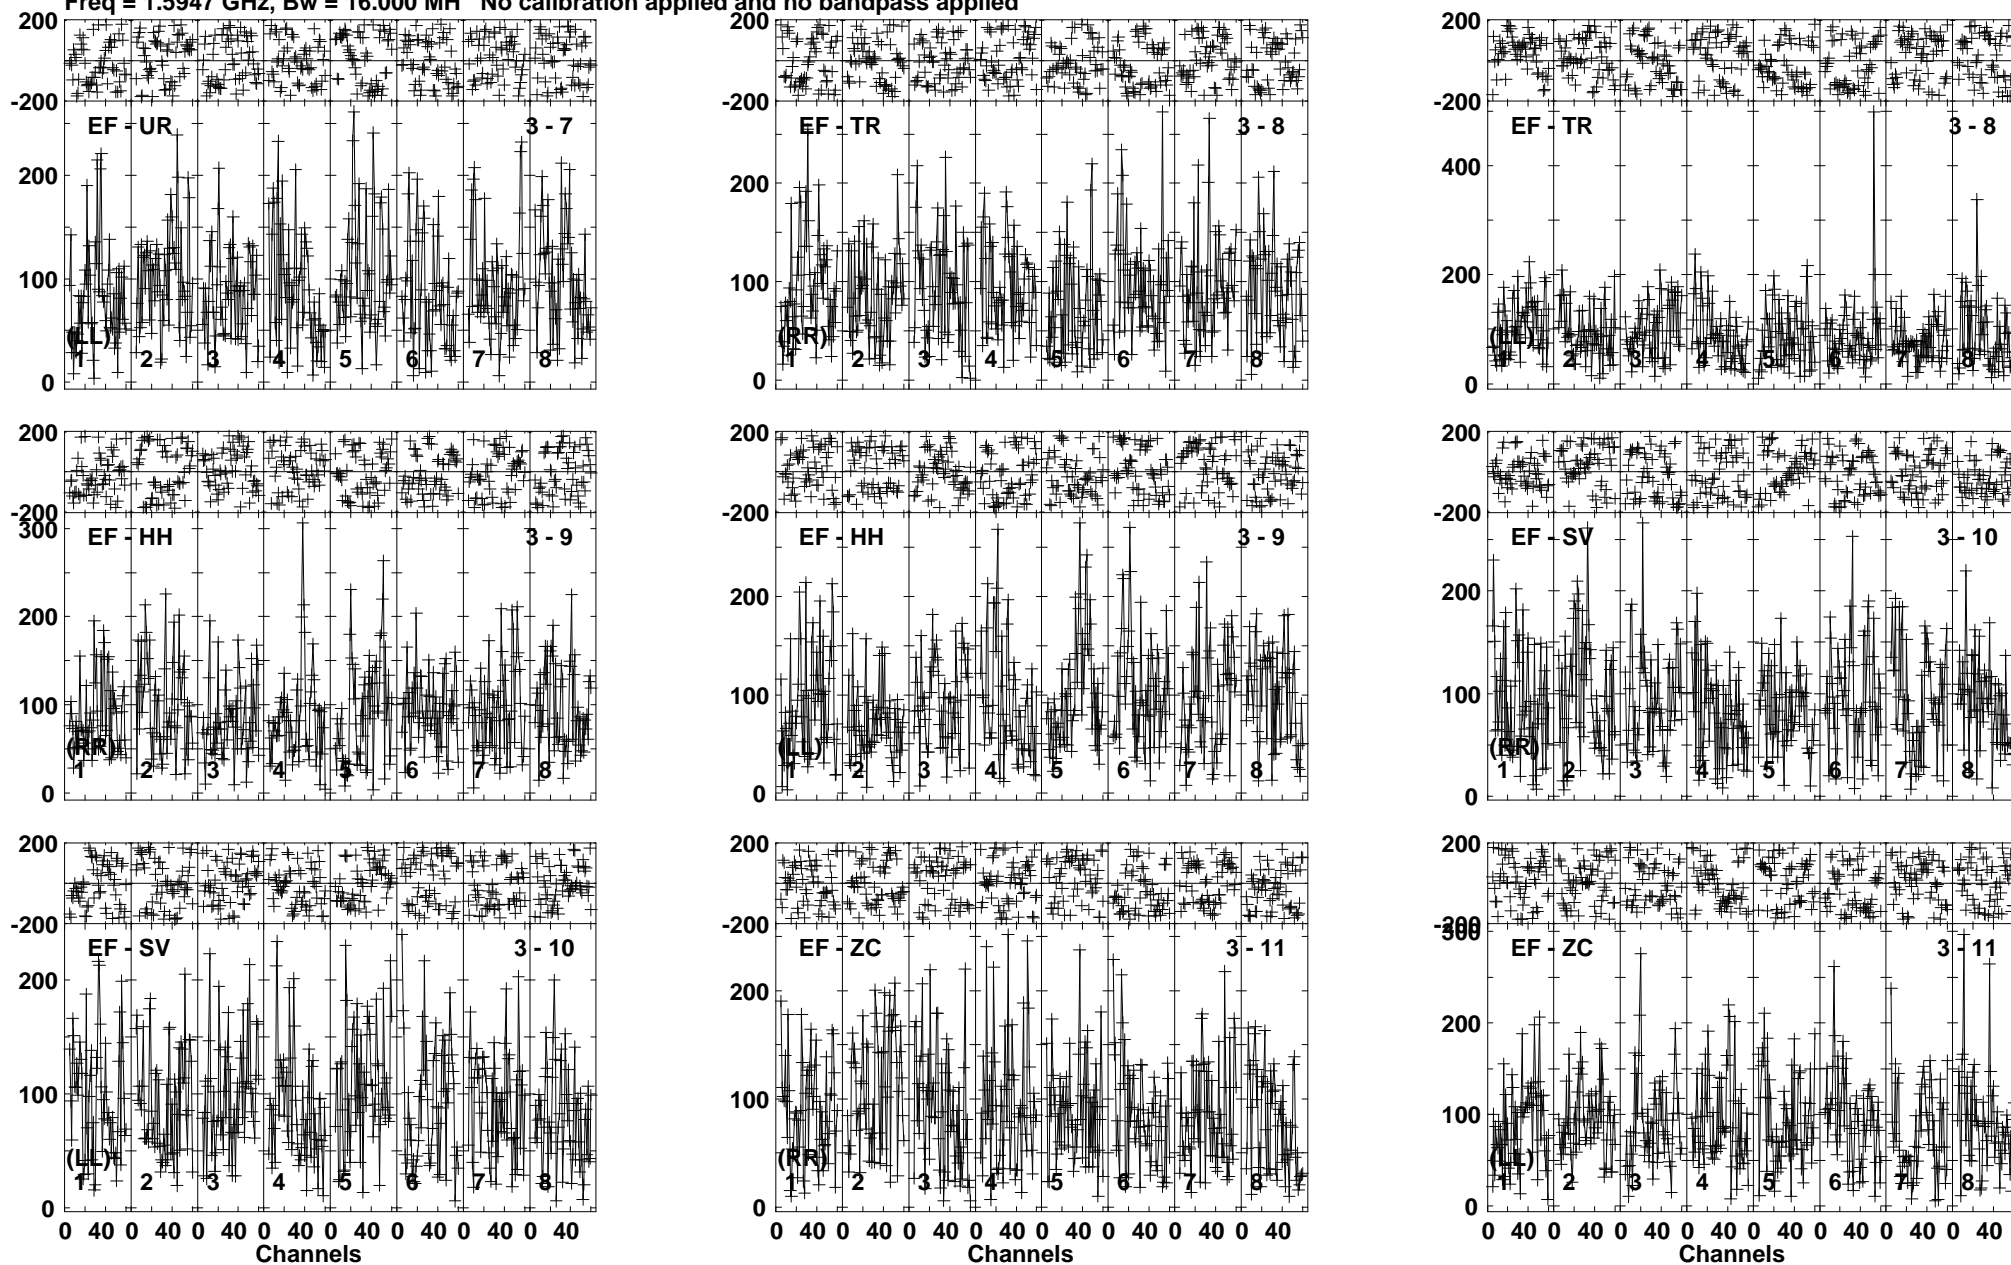 Freq = 1.5947 GHz, Bw = 16.000 MH No calibration applied and no bandpass applied
200 200 200
-200 -200 -200
EF - UR 3 - 7 EF - TR 3 - 8 EF - TR 3 - 8
200 100 0
200 100 0
400 200 0
(LL) (RR) (LL)
1 2 3 4 5 6 7 8 1 2 3 4 5 6 7 8 1 2 3 4 5 6 7 8
200 200 200
-200 -200 -200
EF - HH 3 - 9 EF - HH 3 - 9 EF - SV 3 - 10
300 200 100 0
200 100 0
200 100 0
(RR) (LL) (RR)
1 2 3 4 5 6 7 8 1 2 3 4 5 6 7 8 1 2 3 4 5 6 7 8
200 200 200
-200 -200 -200
EF - SV 3 - 10 EF - ZC 3 - 11 EF - ZC 3 - 11
200 100 0
200 100 0
300 200 100 0
(LL) (RR) (LL)
1 2 3 4 5 6 7 8 1 2 3 4 5 6 7 8 1 2 3 4 5 6 7 8
0 40 0 40 0 40 0 40 0 40 0 40 0 40 0 40 0 40 0 40 0 40 0 40 0 40 0 40 0 40 0 40 0 40 0 40 0 40 0 40 0 40 0 40 0 40 0 40
Channels Channels Channels